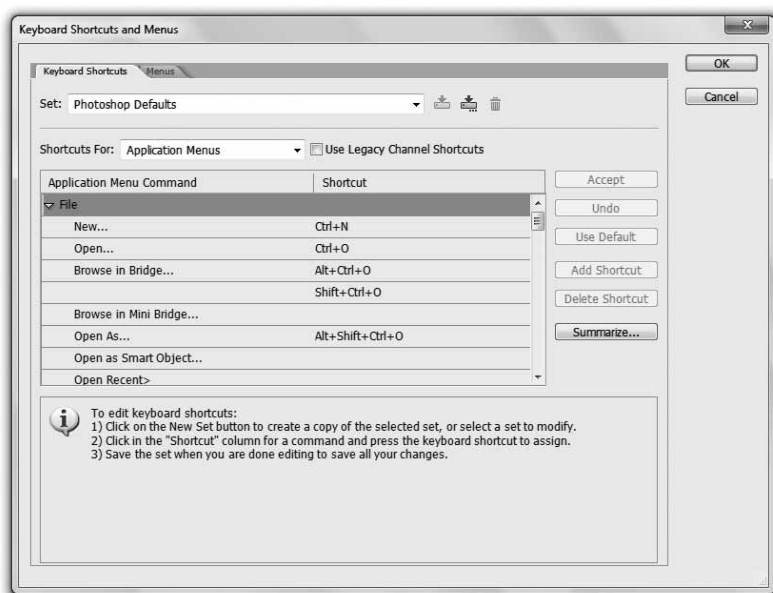 Keyboard Shortcuts and Menus
Keyboard Shortcuts Menus
OK
Cancel
Set: Photoshop Defaults
Shortcuts For: Application Menus Use Legacy Channel Shortcuts
Application Menu Command Shortcut
File
New... Ctrl+N
Open... Ctrl+O
Browse in Bridge... Alt+Ctrl+O
Shift+Ctrl+O
Browse in Mini Bridge...
Open As... Alt+Shift+Ctrl+O
Open as Smart Object...
Open Recent>
Accept
Undo
Use Default
Add Shortcut
Delete Shortcut
Summarize...
To edit keyboard shortcuts:
1) Click on the New Set button to create a copy of the selected set, or select a set to modify.
2) Click in the "Shortcut" column for a command and press the keyboard shortcut to assign.
3) Save the set when you are done editing to save all your changes.